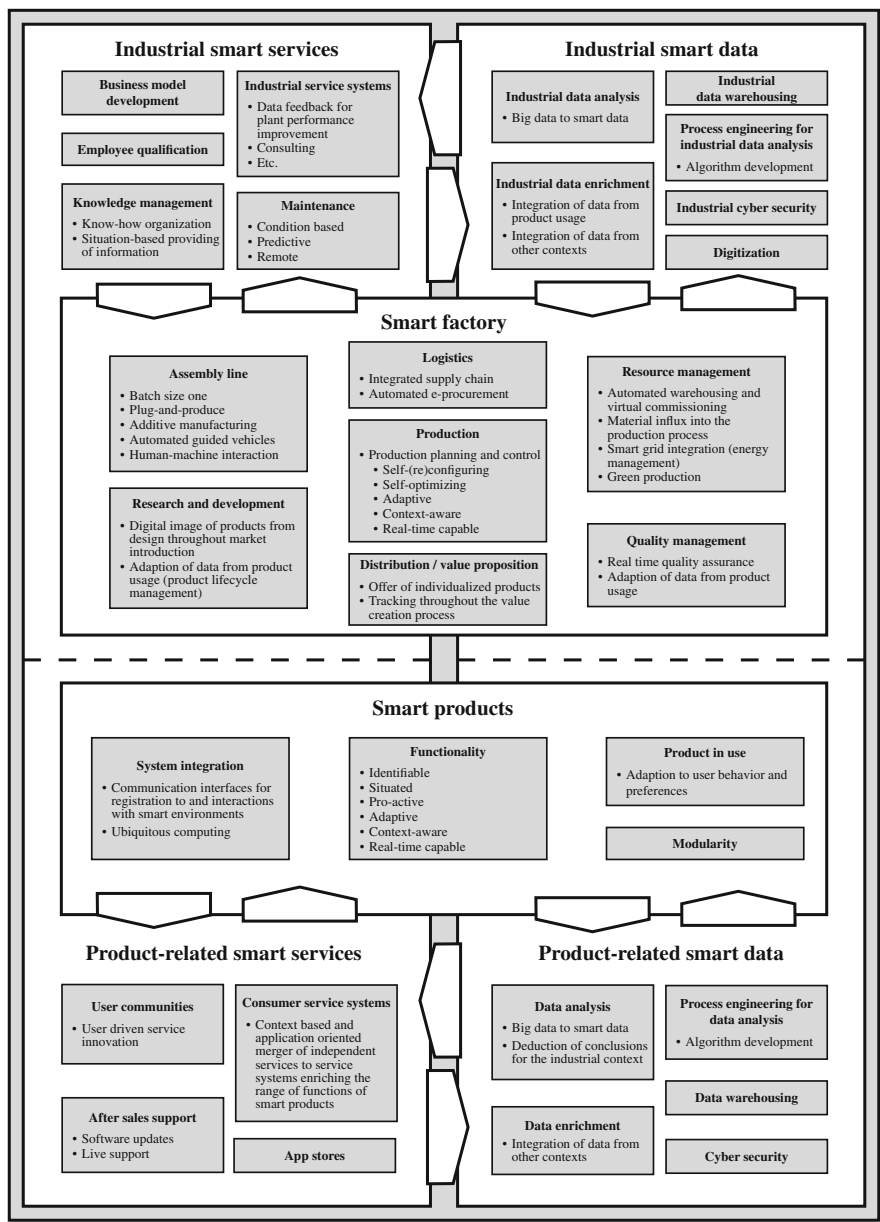 Industrial smart services
Business model
development
Employee qualification
Knowledge management
• Know-how organization
• Situation-based providing
of information
Industrial service systems
• Data feedback for
plant performance
improvement
• Consulting
• Etc.
Maintenance
• Condition based
• Predictive
• Remote
Industrial smart data
Industrial data analysis
• Big data to smart data
Industrial data enrichment
• Integration of data from
product usage
• Integration of data from
other contexts
Industrial
data warehousing
Process engineering for
industrial data analysis
• Algorithm development
Industrial cyber security
Digitization
Smart factory
Assembly line
• Batch size one
• Plug-and-produce
• Additive manufacturing
• Automated guided vehicles
• Human-machine interaction
Research and development
• Digital image of products from
design throughout market
introduction
• Adaption of data from product
usage (product lifecycle
management)
Logistics
• Integrated supply chain
• Automated e-procurement
Production
• Production planning and control
• Self-(re)configuring
• Self-optimizing
• Adaptive
• Context-aware
• Real-time capable
Distribution / value proposition
• Offer of individualized products
• Tracking throughout the value
creation process
Resource management
• Automated warehousing and
virtual commissioning
• Material influx into the
production process
• Smart grid integration (energy
management)
• Green production
Quality management
• Real time quality assurance
• Adaption of data from product
usage
Smart products
System integration
• Communication interfaces for
registration to and interactions
with smart environments
• Ubiquitous computing
Functionality
• Identifiable
• Situated
• Pro-active
• Adaptive
• Context-aware
• Real-time capable
Product in use
• Adaption to user behavior and
preferences
Modularity
Product-related smart services
User communities
• User driven service
innovation
After sales support
• Software updates
• Live support
Consumer service systems
• Context based and
application oriented
merger of independent
services to service
systems enriching the
range of functions of
smart products
App stores
Product-related smart data
Data analysis
• Big data to smart data
• Deduction of conclusions
for the industrial context
Data enrichment
• Integration of data from
other contexts
Process engineering for
data analysis
• Algorithm development
Data warehousing
Cyber security